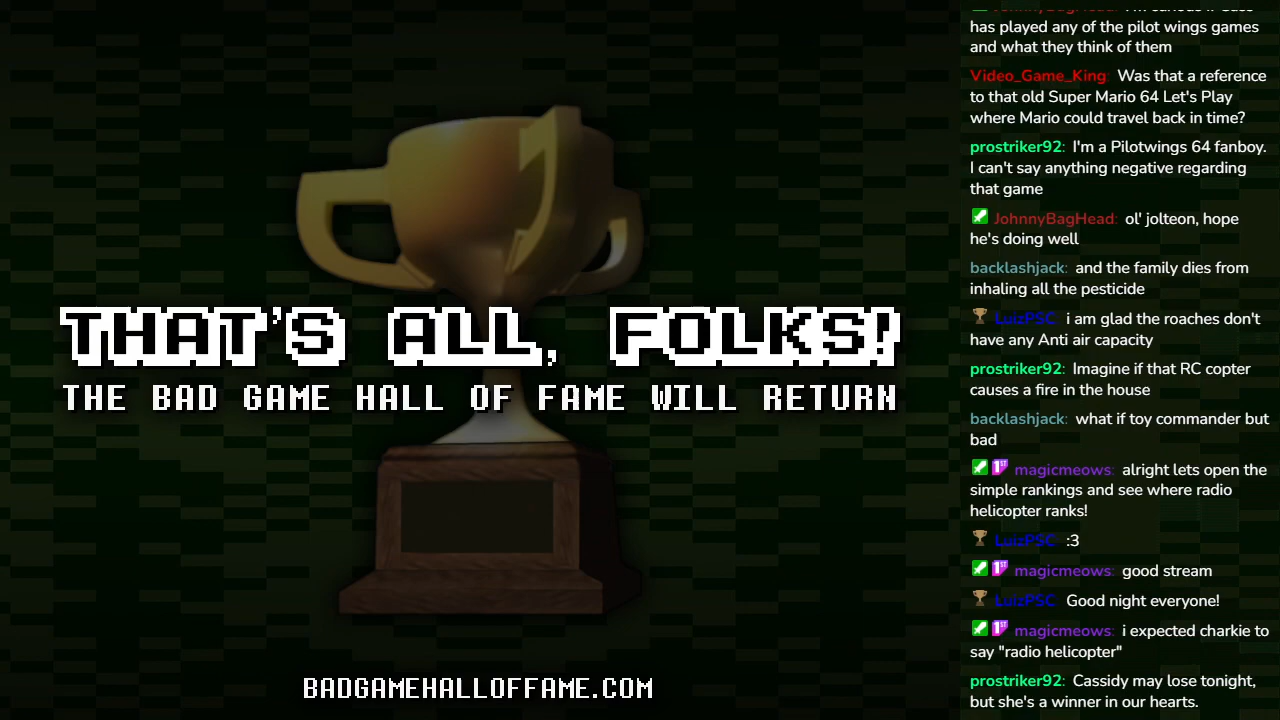 THAT'S ALL, FOLKS!
THE BAD GAME HALL OF FAME WILL RETURN
BADGAMEHALLOFFAME.COM
has played any of the pilot wings games
and what they think of them
Video_Game_King: Was that a reference
to that old Super Mario 64 Let's Play
where Mario could travel back in time?
prostriker92: I'm a Pilotwings 64 fanboy.
I can't say anything negative regarding
that game
JohnnyBagHead: ol' jolteon, hope
he's doing well
backlashjack: and the family dies from
inhaling all the pesticide
LuizPSC: i am glad the roaches don't
have any Anti air capacity
prostriker92: Imagine if that RC copter
causes a fire in the house
backlashjack: what if toy commander but
bad
magicmeows: alright lets open the
simple rankings and see where radio
helicopter ranks!
LuizPSC: :3
magicmeows: good stream
LuizPSC: Good night everyone!
magicmeows: i expected charkie to
say "radio helicopter"
prostriker92: Cassidy may lose tonight,
but she's a winner in our hearts.